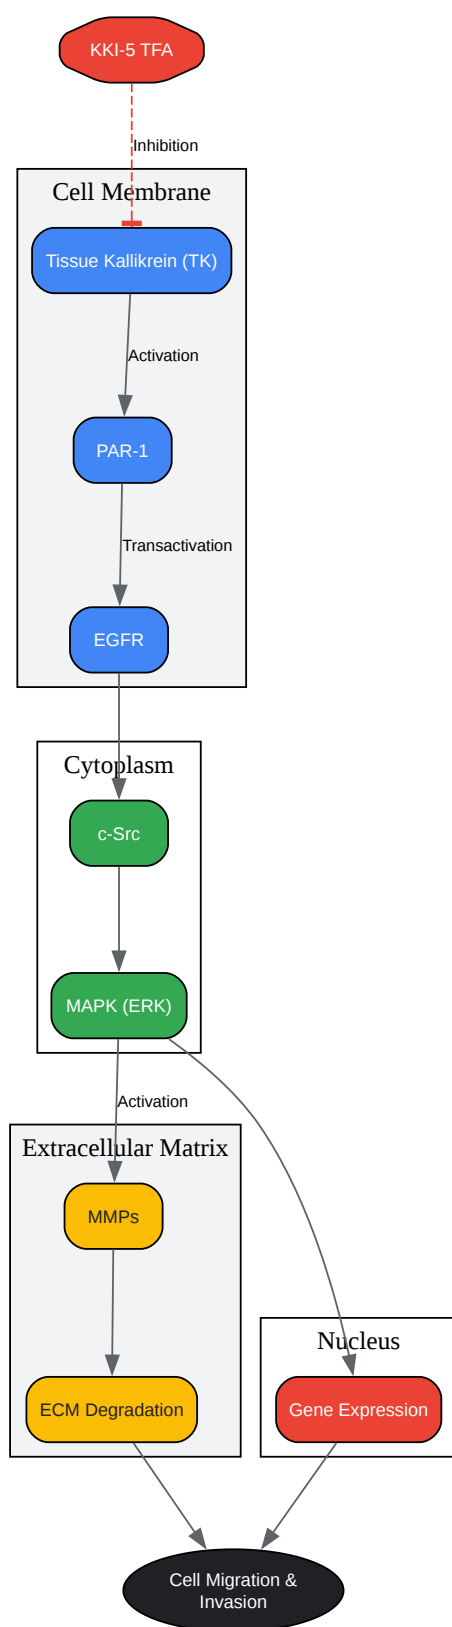 KKI-5 TFA
Inhibition
Cell Membrane
Tissue Kallikrein (TK)
Activation
PAR-1
Transactivation
EGFR
Cytoplasm
c-Src
MAPK (ERK)
Activation
Extracellular Matrix
MMPs
Nucleus
ECM Degradation
Gene Expression
Cell Migration &
Invasion